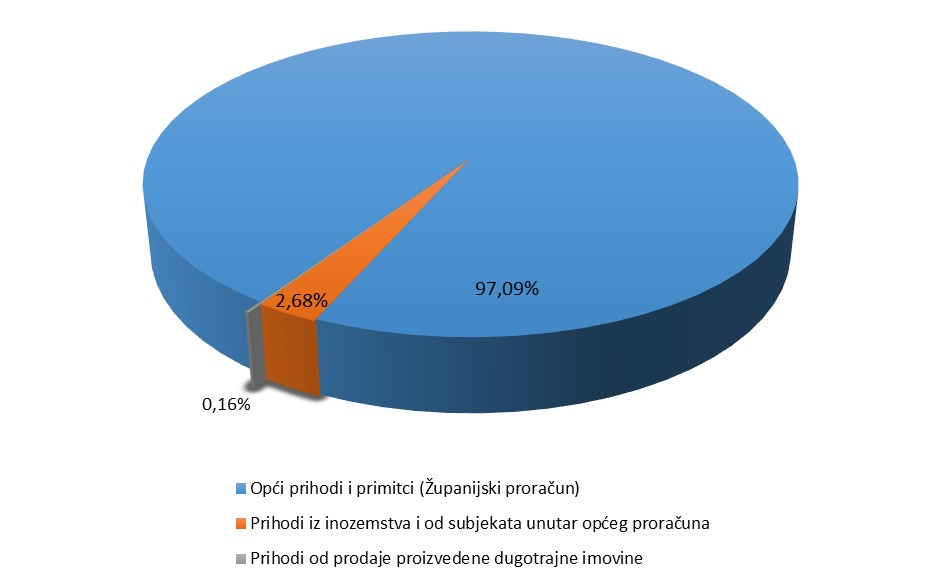 97,09%
2,68%
0,16%
Opći prihodi i primitci (Županijski proračun)
Prihodi iz inozemstva i od subjekata unutar općeg proračuna
Prihodi od prodaje proizvedene dugotrajne imovine